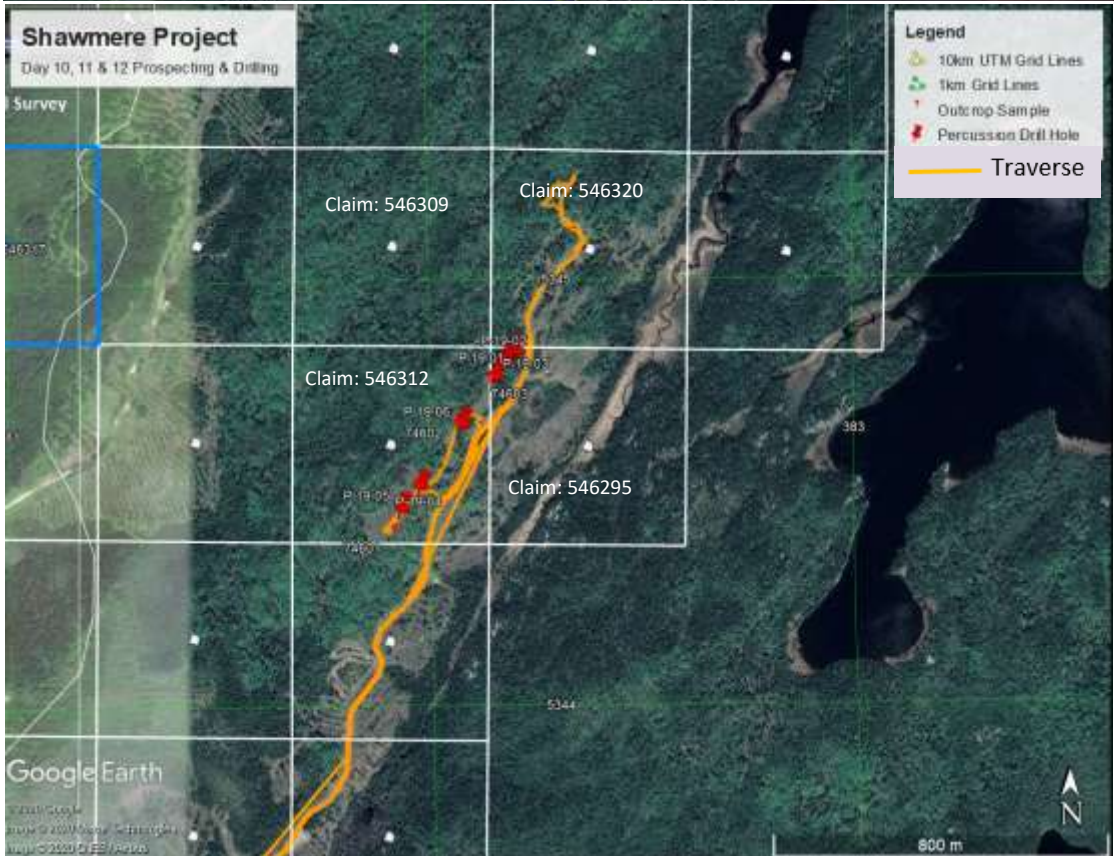 Shawmere Project
Day 10, 11 & 12 Prospecting & Drilling
Survey
Legend
10km UTM Grid Lines
1km Grid Lines
Outcrop Sample
Percussion Drill Hole
Traverse
Claim: 546309
Claim: 546320
Claim: 546312
P-19-01
P-19-03
74603
P-19-06
74602
P-19-05
Claim: 546295
383
5344
Google Earth
N
800 m